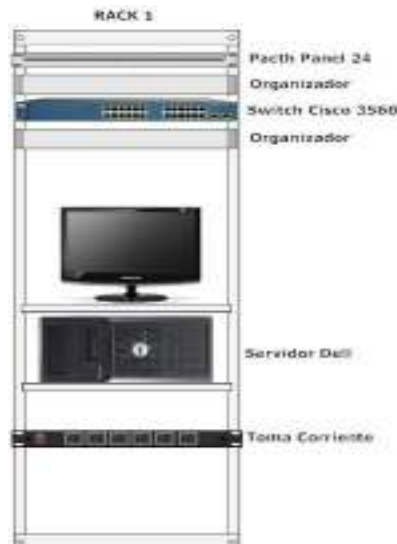 RACK 1
Pacth Panel 24
Organizador
Switch Cisco 3560
Organizador
Servidor Dell
Toma Corriente